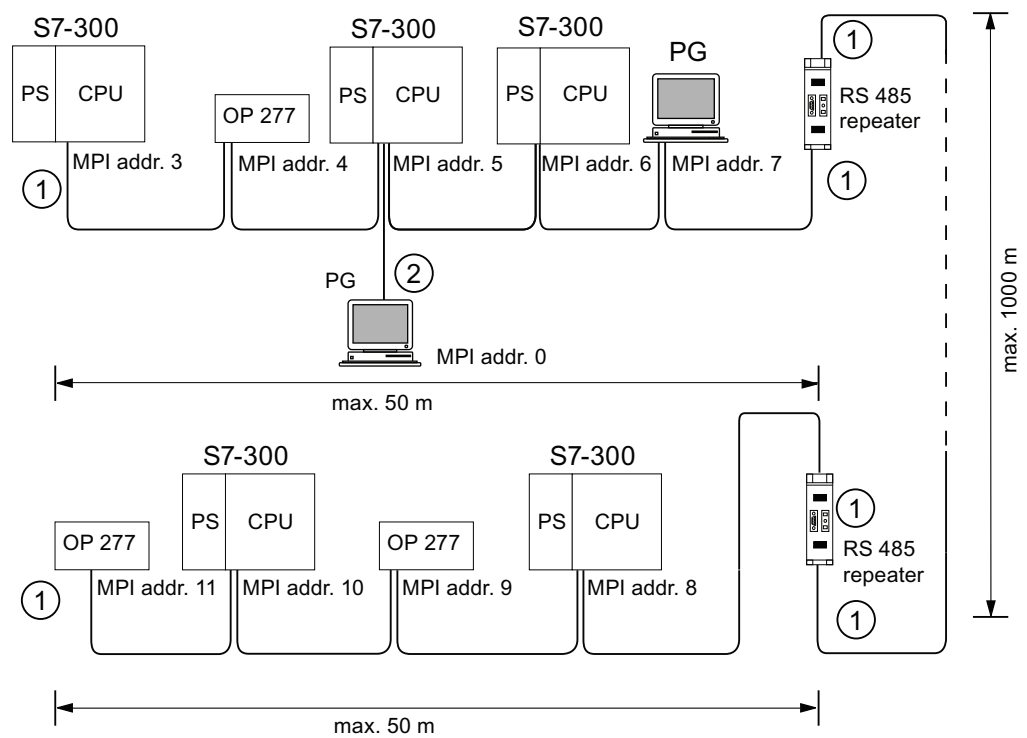 S7-300
S7-300
S7-300
PG
PS CPU
OP 277
PS CPU
PS CPU
1
RS 485
repeater
MPI addr. 3
MPI addr. 4
MPI addr. 5
MPI addr. 6
MPI addr. 7
1
1
2
PG
MPI addr. 0
max. 50 m
max. 1000 m
S7-300
S7-300
OP 277
PS CPU
OP 277
PS CPU
1
RS 485
repeater
MPI addr. 11
MPI addr. 10
MPI addr. 9
MPI addr. 8
1
1
max. 50 m